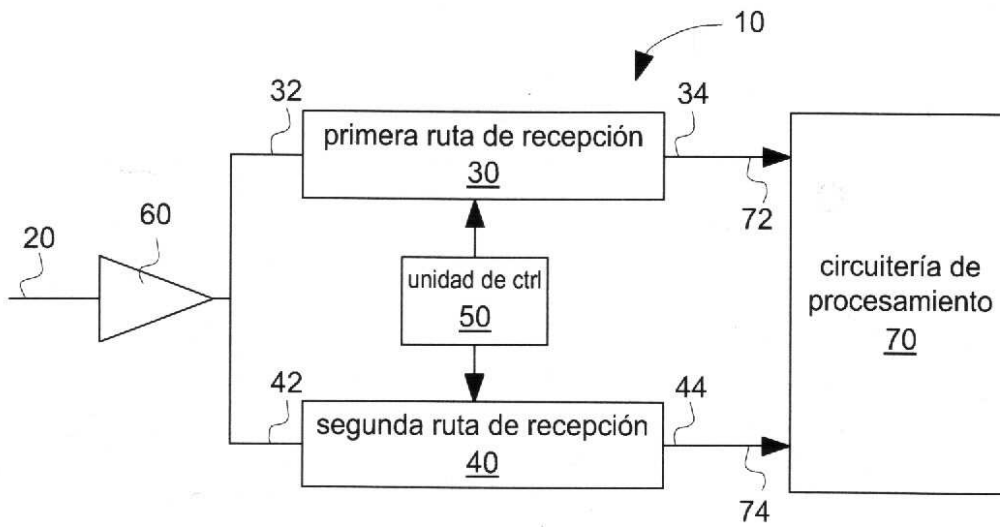 10
32
34
primera ruta de recepción
30
72
60
20
unidad de ctrl
50
circuitería de
procesamiento
70
42
44
segunda ruta de recepción
40
74